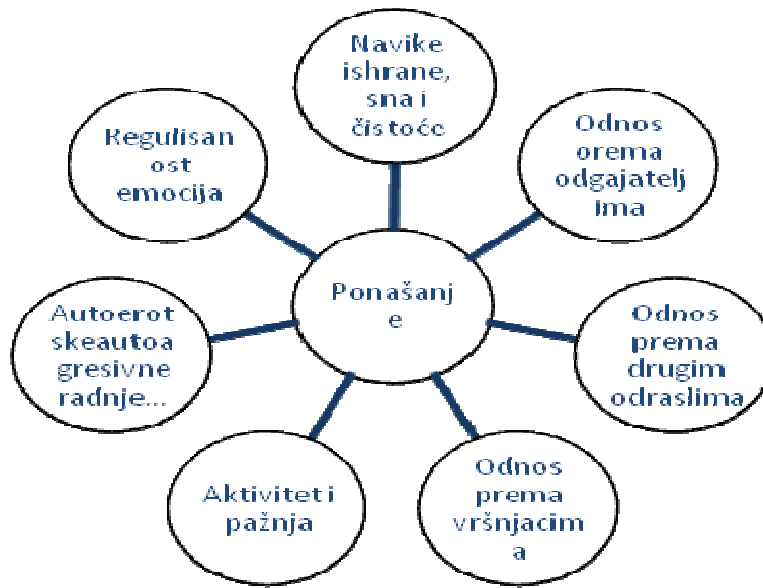 Navike
ishrane,
sna i
čistoće
Odnos
orema
odgajatelj
ima
Odnos
prema
drugim
odraslima
Odnos
prema
vršnjacim
a
Aktivitet i
pažnja
Autoerot
skeautoa
gresivne
radnje...
Regulisan
ost
emocija
Ponašanj
e